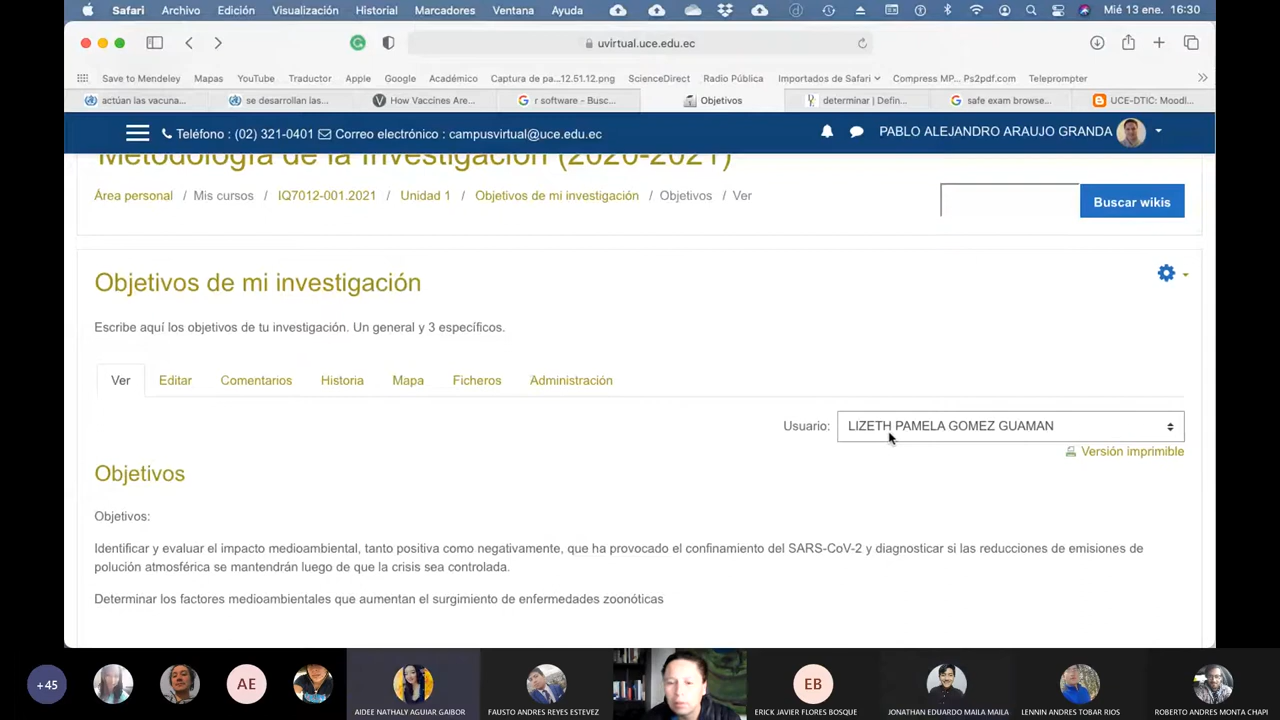 Safari Archivo Edición Visualización Historial Marcadores Ventana Ayuda Mié 13 ene. 16:30
uvirtual.uce.edu.ec
Save to Mendeley Mapas YouTube Traductor Apple Google Académico Captura de pa...12.51.12.png ScienceDirect Radio Pública Importados de Safari Compress MP... Ps2pdf.com Teleprompter
actúan las vacuna... se desarrollan las... How Vaccines Are... r software - Busc... Objetivos determinar | Defin... safe exam browse... UCE-DTIC: Moodl...
Teléfono : (02) 321-0401 Correo electrónico : campusvirtual@uce.edu.ec PABLO ALEJANDRO ARAUJO GRANDA
Metodología de la Investigación (2020-2021)
Área personal / Mis cursos / IQ7012-001.2021 / Unidad 1 / Objetivos de mi investigación / Objetivos / Ver
Buscar wikis
Objetivos de mi investigación
Escribe aquí los objetivos de tu investigación. Un general y 3 específicos.
Ver Editar Comentarios Historia Mapa Ficheros Administración
Usuario: LIZETH PAMELA GOMEZ GUAMAN
Versión imprimible
Objetivos
Objetivos:
Identificar y evaluar el impacto medioambiental, tanto positiva como negativamente, que ha provocado el confinamiento del SARS-CoV-2 y diagnosticar si las reducciones de emisiones de
polución atmosférica se mantendrán luego de que la crisis sea controlada.
Determinar los factores medioambientales que aumentan el surgimiento de enfermedades zoonóticas
+45 AE EB
AIDEE NATHALY AGUIAR GAIBOR FAUSTO ANDRES REYES ESTEVEZ ERICK JAVIER FLORES BOSQUE JONATHAN EDUARDO MAILA MAILA LENNIN ANDRES TOBAR RIOS ROBERTO ANDRES MONTA CHAPI